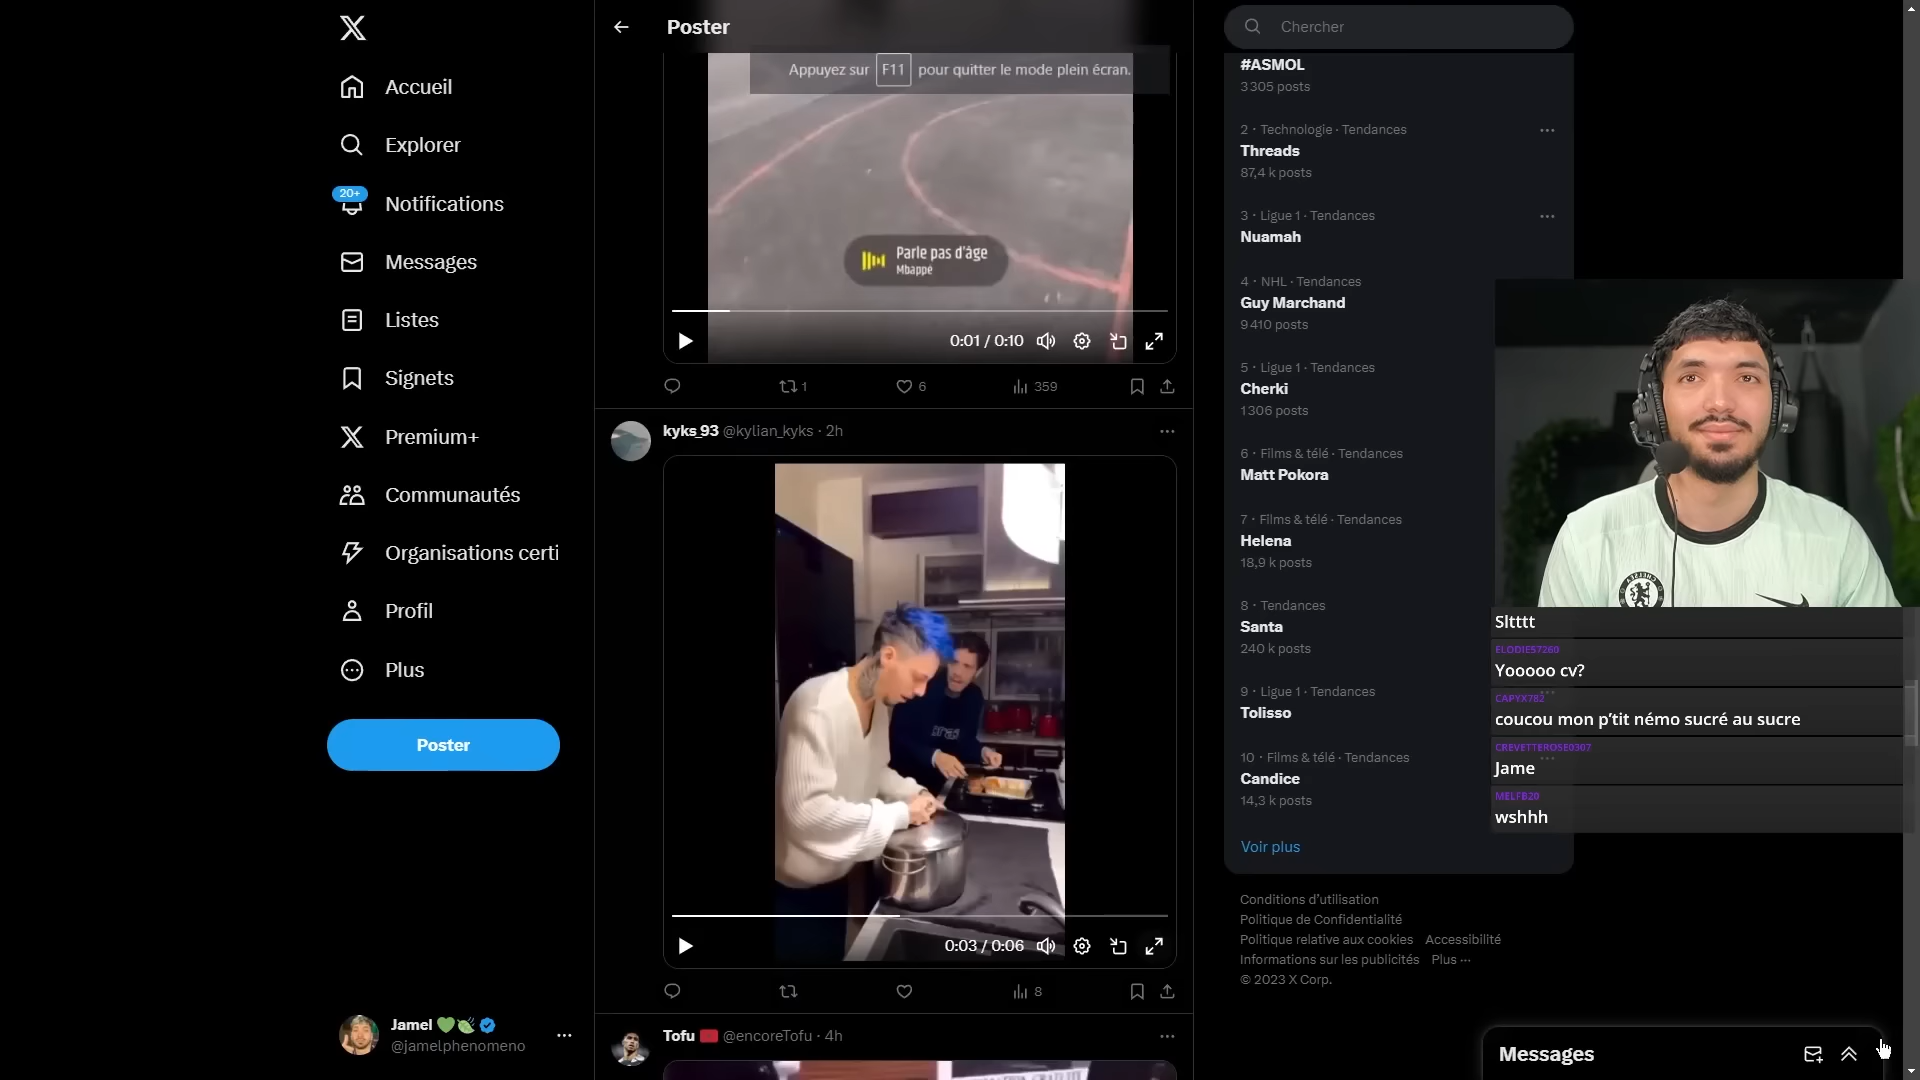 Accueil
Explorer
20+
Notifications
Messages
Listes
Signets
Premium+
Communautés
Organisations certi
Profil
Plus
Poster
Jamel
@jamelphenomeno
Poster
Appuyez sur F11 pour quitter le mode plein écran.
Parle pas d'âge
Mbappé
0:01 / 0:10
1
6
359
kyks_93 @kylian_kyks · 2h
0:03 / 0:06
8
Tofu @encoreTofu · 4h
Chercher
#ASMOL
3 305 posts
2 · Technologie · Tendances
Threads
87,4 k posts
3 · Ligue 1 · Tendances
Nuamah
4 · NHL · Tendances
Guy Marchand
9 410 posts
5 · Ligue 1 · Tendances
Cherki
1 306 posts
6 · Films & télé · Tendances
Matt Pokora
7 · Films & télé · Tendances
Helena
18,9 k posts
8 · Tendances
Santa
240 k posts
9 · Ligue 1 · Tendances
Tolisso
10 · Films & télé · Tendances
Candice
14,3 k posts
Voir plus
Conditions d'utilisation
Politique de Confidentialité
Politique relative aux cookies Accessibilité
Informations sur les publicités Plus ···
© 2023 X Corp.
CHELSEA
Sltttt
ELODIE57260
Yooooo cv?
CAPYX782
coucou mon p'tit némo sucré au sucre
CREVETTEROSE0307
Jame
MELFB20
wshhh
Messages